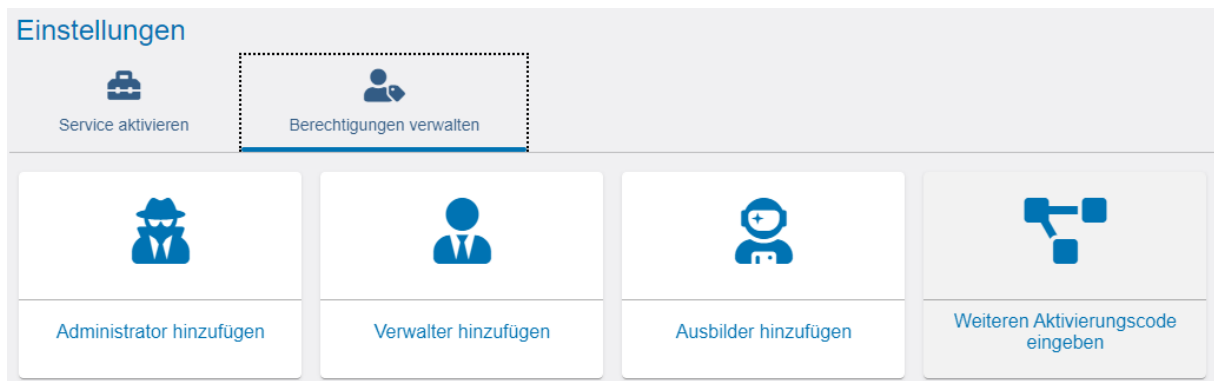 Einstellungen
Service aktivieren
Berechtigungen verwalten
Administrator hinzufügen
Verwalter hinzufügen
Ausbilder hinzufügen
Weiteren Aktivierungscode
eingeben